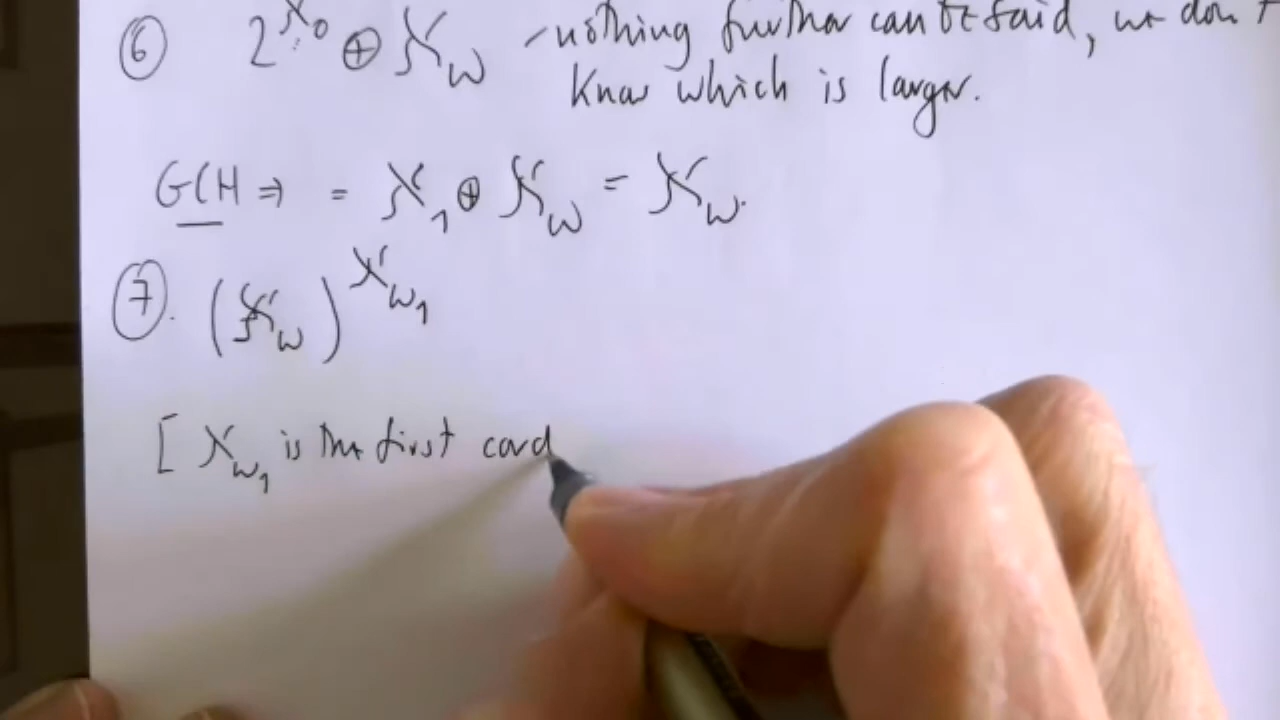 ⑥ 2^ℵ₀ ⊕ ℵ_ω - nothing further can be said, we don't
know which is larger.
GCH ⇒ = ℵ₁ ⊕ ℵ_ω = ℵ_ω.
⑦. (ℵ_ω)^ℵ_ω₁
[ ℵ_ω₁ is the first card